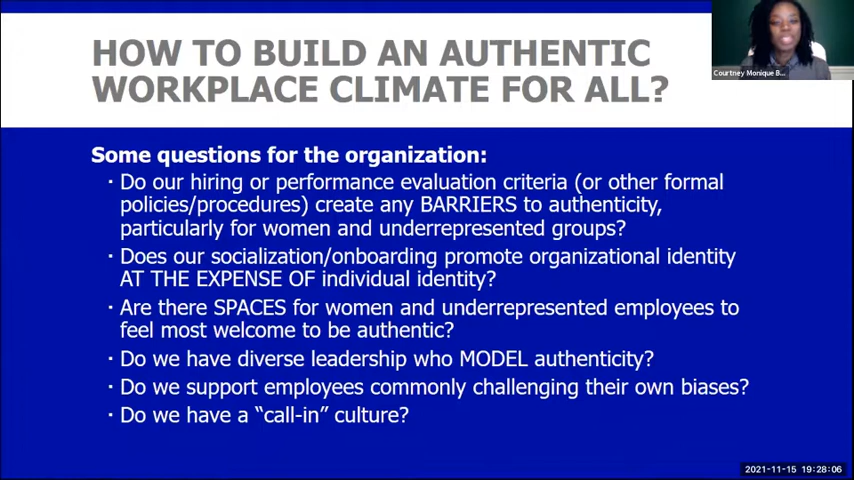 HOW TO BUILD AN AUTHENTIC
WORKPLACE CLIMATE FOR ALL?
Courtney Monique B...
Some questions for the organization:
· Do our hiring or performance evaluation criteria (or other formal
policies/procedures) create any BARRIERS to authenticity,
particularly for women and underrepresented groups?
· Does our socialization/onboarding promote organizational identity
AT THE EXPENSE OF individual identity?
· Are there SPACES for women and underrepresented employees to
feel most welcome to be authentic?
· Do we have diverse leadership who MODEL authenticity?
· Do we support employees commonly challenging their own biases?
· Do we have a “call-in” culture?
2021-11-15 19:28:06